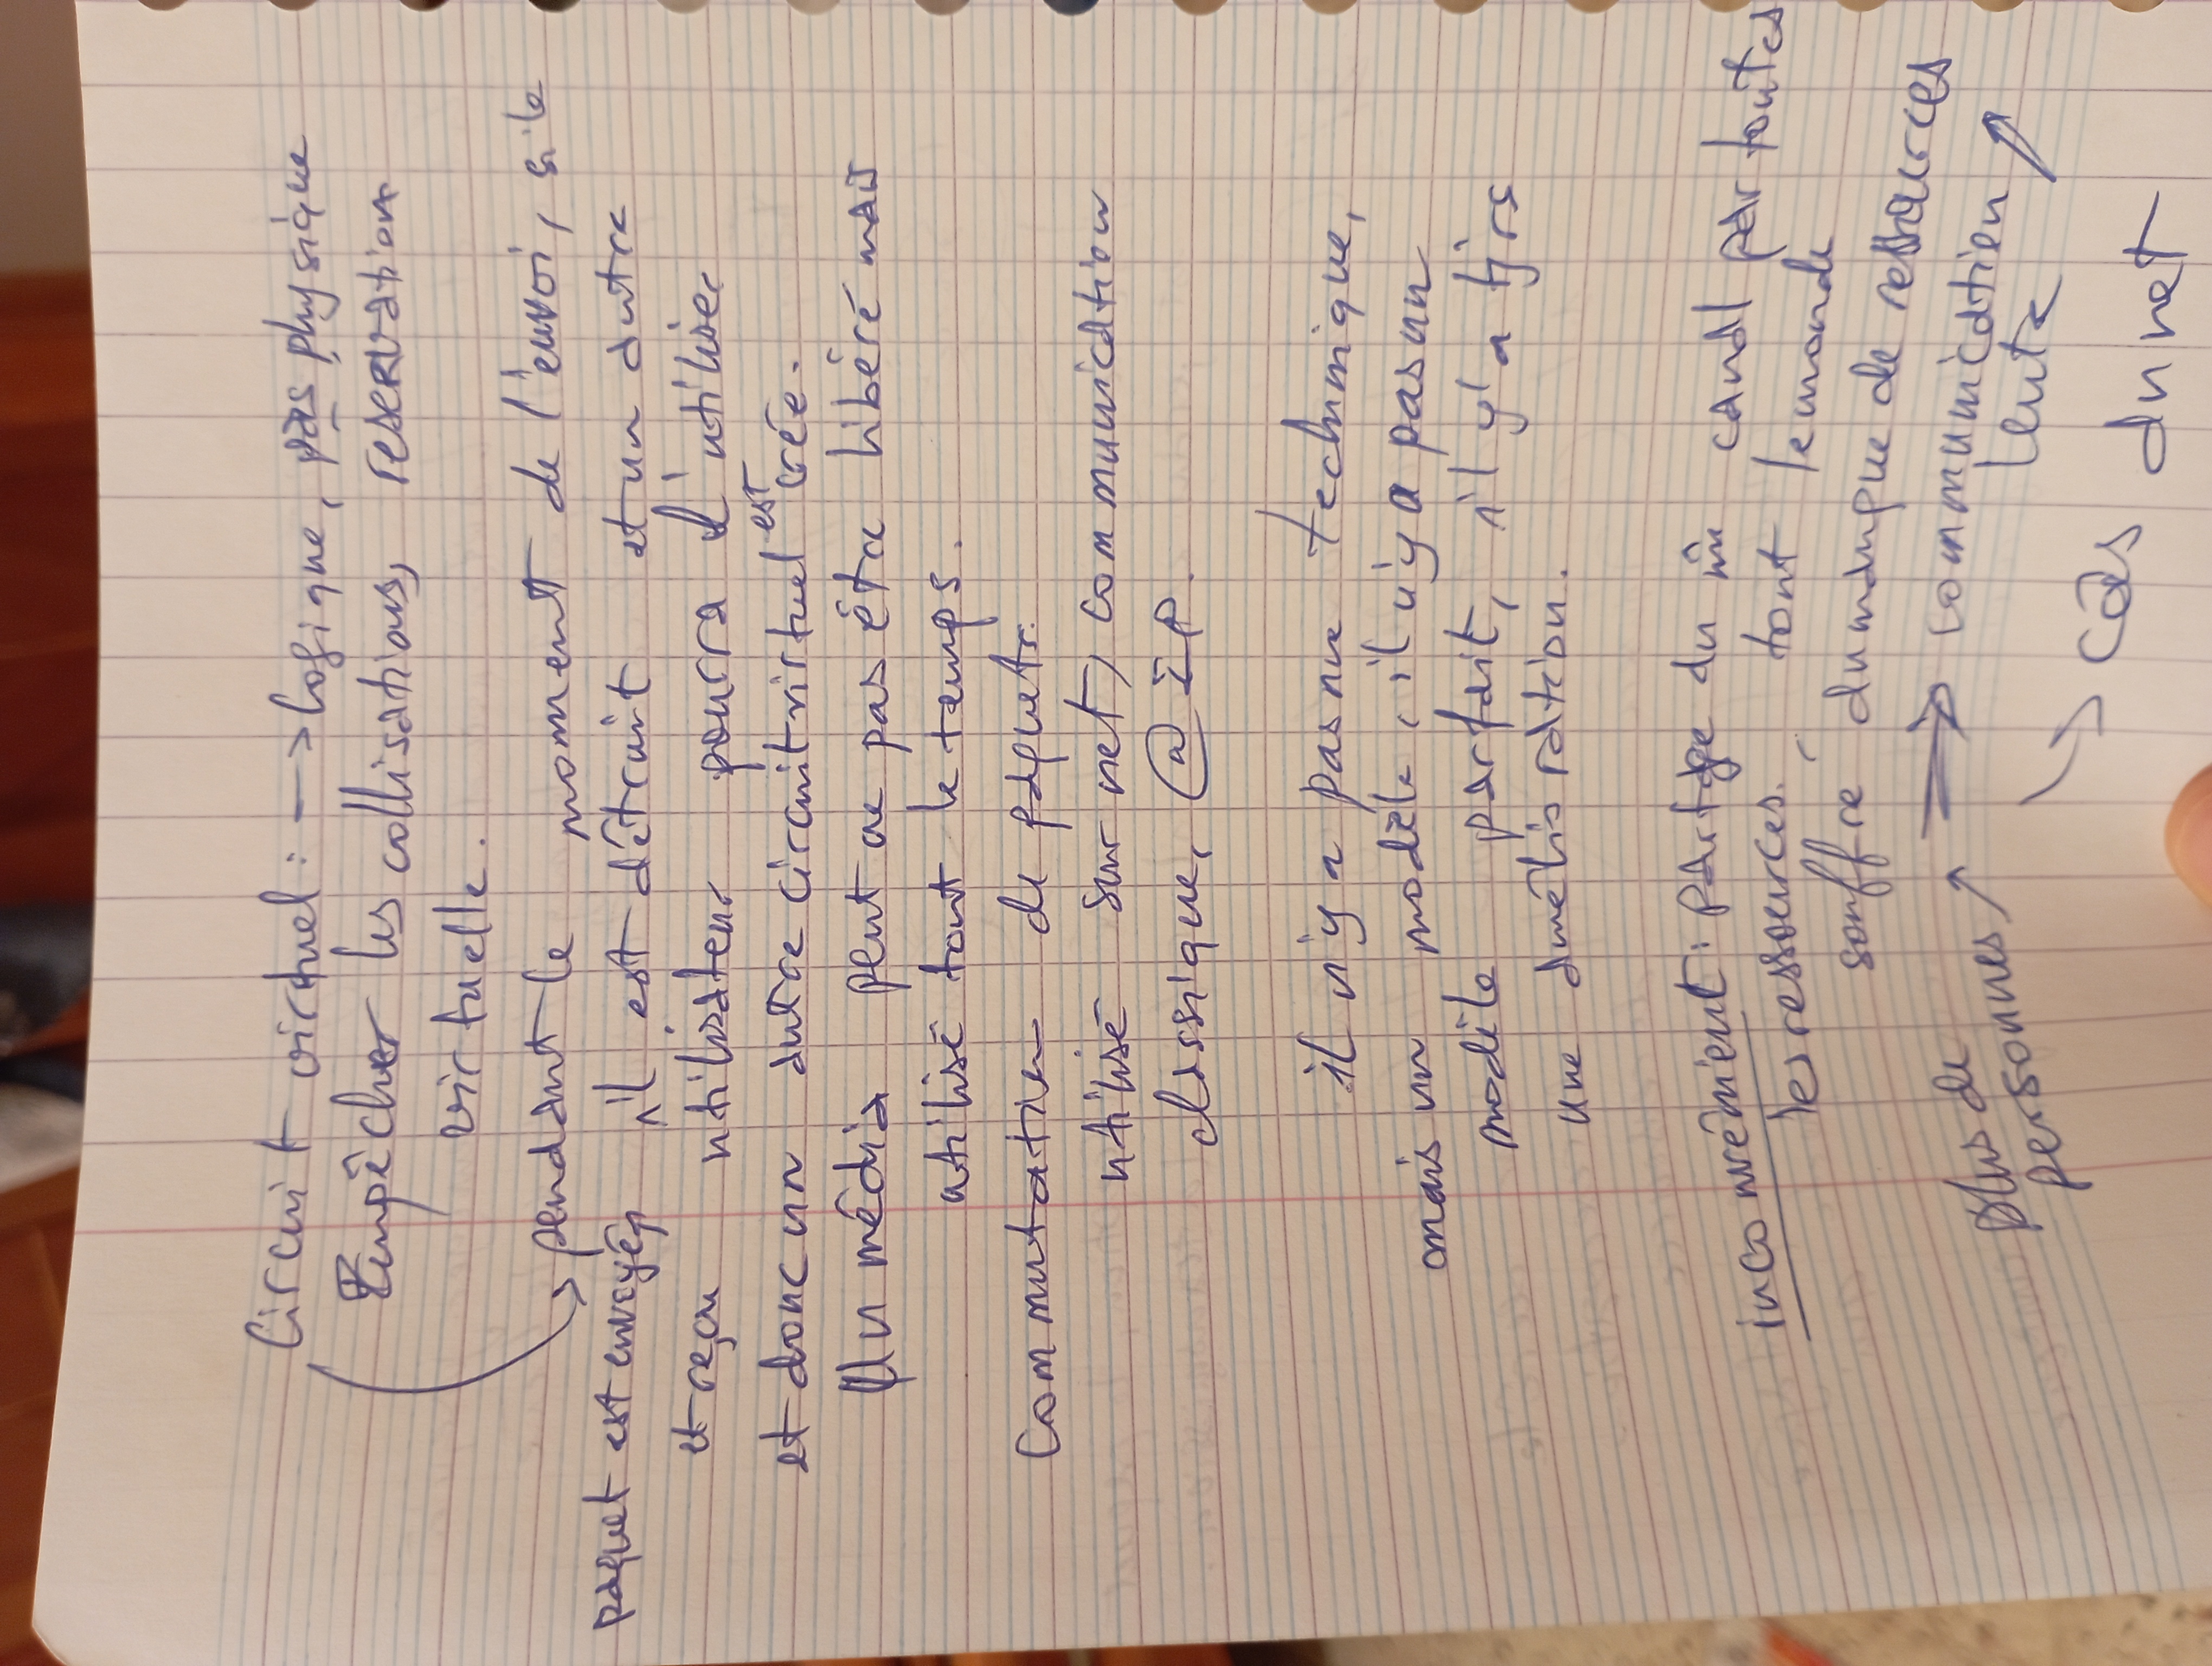 Circuit virtuel : -> logique, pas physique
Empêcher les collisations, reservation
virtuelle.
-> pendant le moment de l'envoi, si le
paquet est envoyé, il est détruit et un autre
et reçu utilisateur pourra l'utiliser
et donc un autre circuit virtuel est crée.
Un média peut ne pas être libéré mais
utilisé tout le temps.
Commutation de paquets.
utilisé sur net, communication
classique, @ IP.
il n'y a pas une technique,
mais un modèle, il n'y a pas un
modèle parfait, il y'a tjrs
une amélioration.
inconvénient : partage du m̂ canal par toutes
les ressources. tout le monde
souffre du manque de ressources
plus de personnes ↗ => communication
lente ↗
-> cas du net